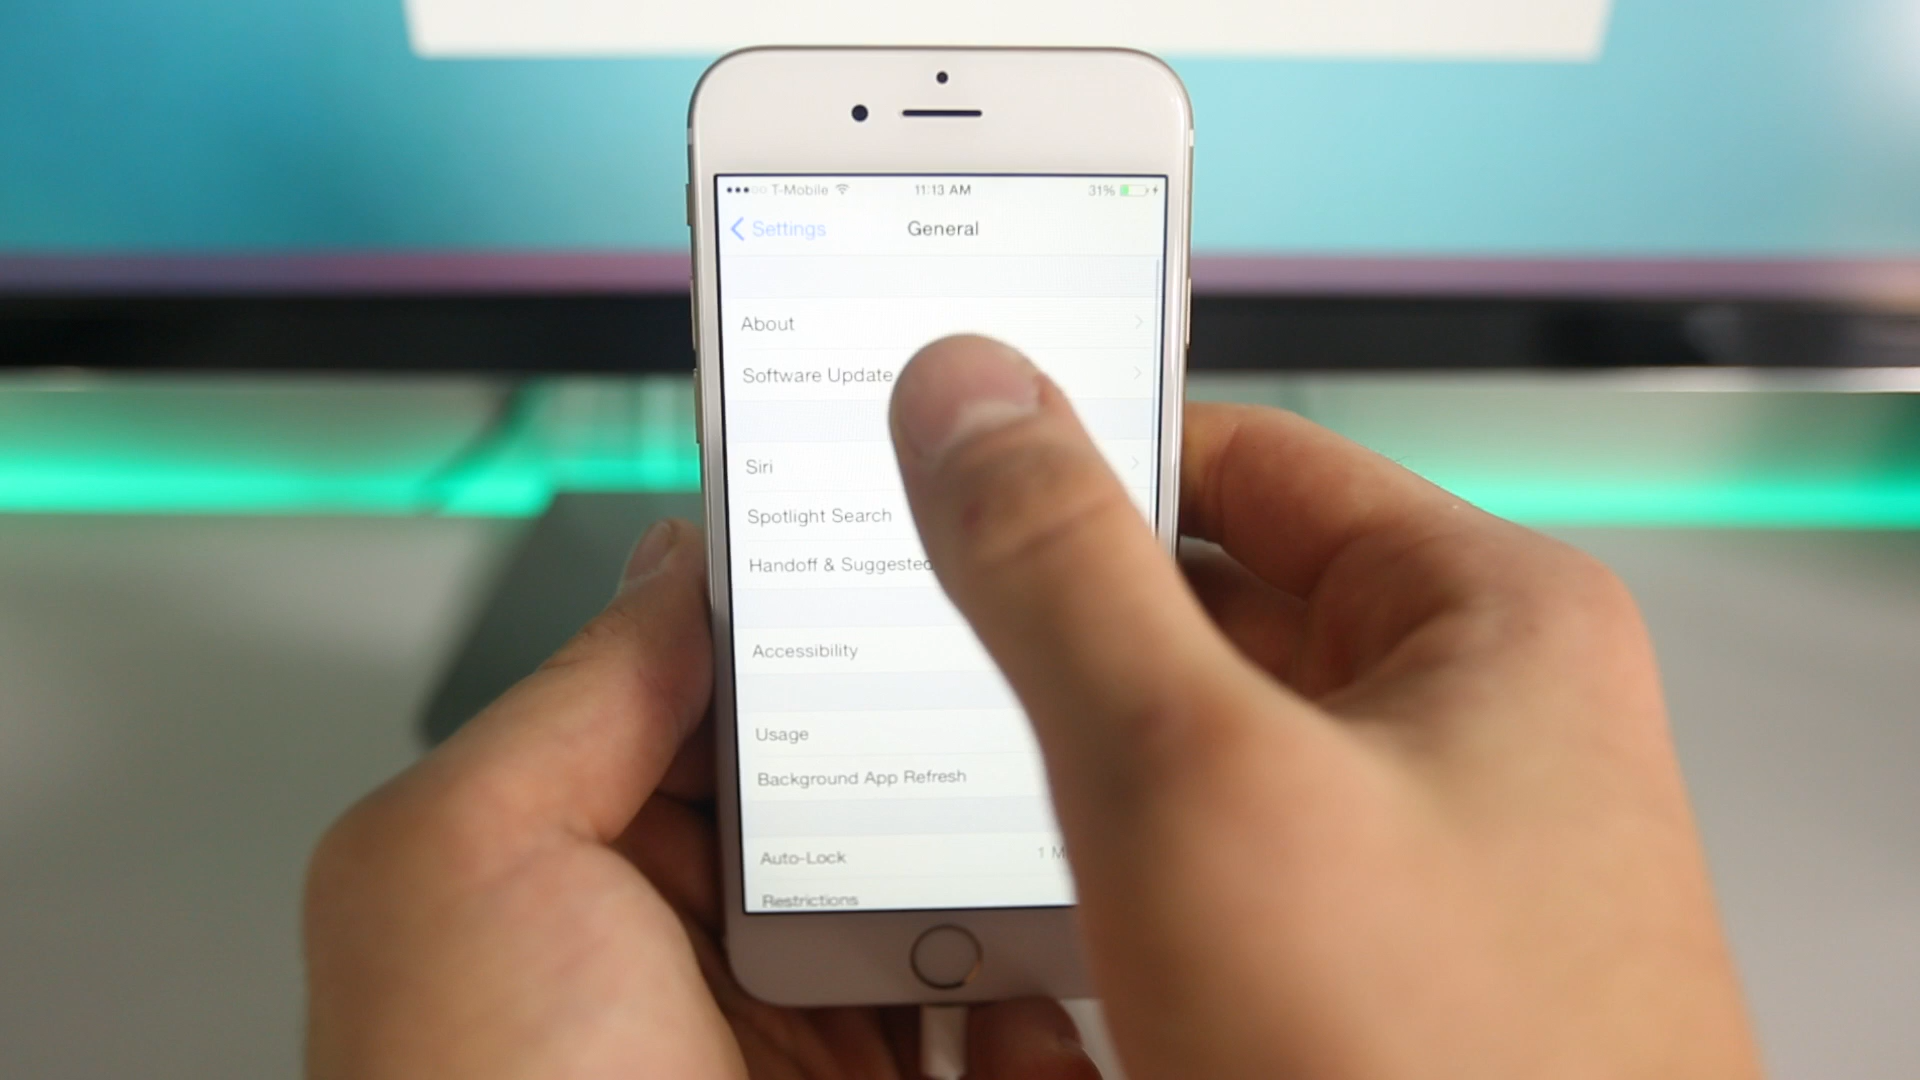 T-Mobile 11:13 AM 31%
Settings General
About
Software Update
Siri
Spotlight Search
Handoff & Suggested
Accessibility
Usage
Background App Refresh
Auto-Lock 1 M
Restrictions